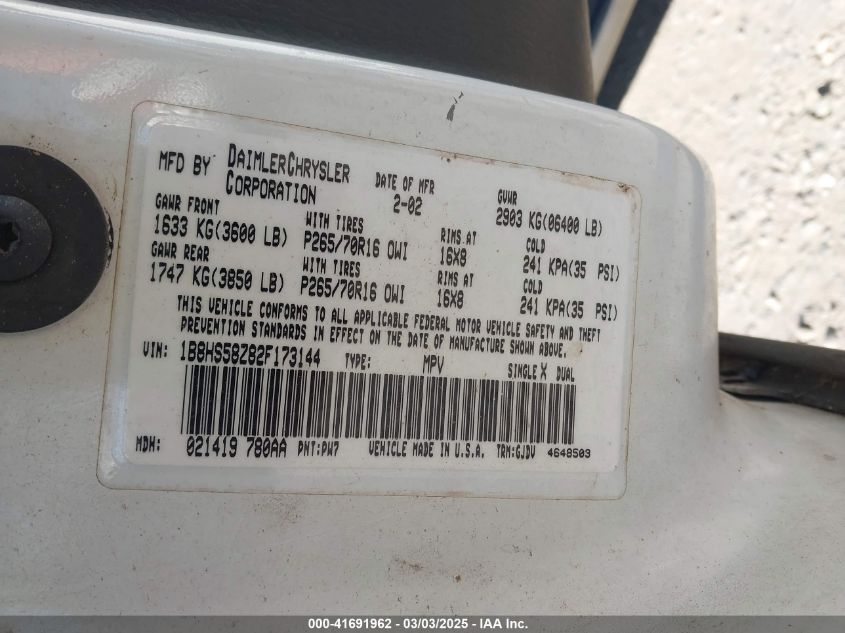 MFD BY DAIMLERCHRYSLER CORPORATION DATE OF MFR 2-02 GVWR 2903 KG(06400 LB)
GAWR FRONT WITH TIRES RIMS AT COLD
1633 KG(3600 LB) P265/70R16 OWI 16X8 241 KPA(35 PSI)
GAWR REAR WITH TIRES RIMS AT COLD
1747 KG(3850 LB) P265/70R16 OWI 16X8 241 KPA(35 PSI)
THIS VEHICLE CONFORMS TO ALL APPLICABLE FEDERAL MOTOR VEHICLE SAFETY AND THEFT
PREVENTION STANDARDS IN EFFECT ON THE DATE OF MANUFACTURE SHOWN ABOVE.
VIN: 1B8HS58Z82F173144 TYPE: MPV SINGLE X DUAL
MDH: 021419 780AA PNT:PW7 VEHICLE MADE IN U.S.A. TRM:GJDV 4648503
000-41691962 - 03/03/2025 - IAA Inc.